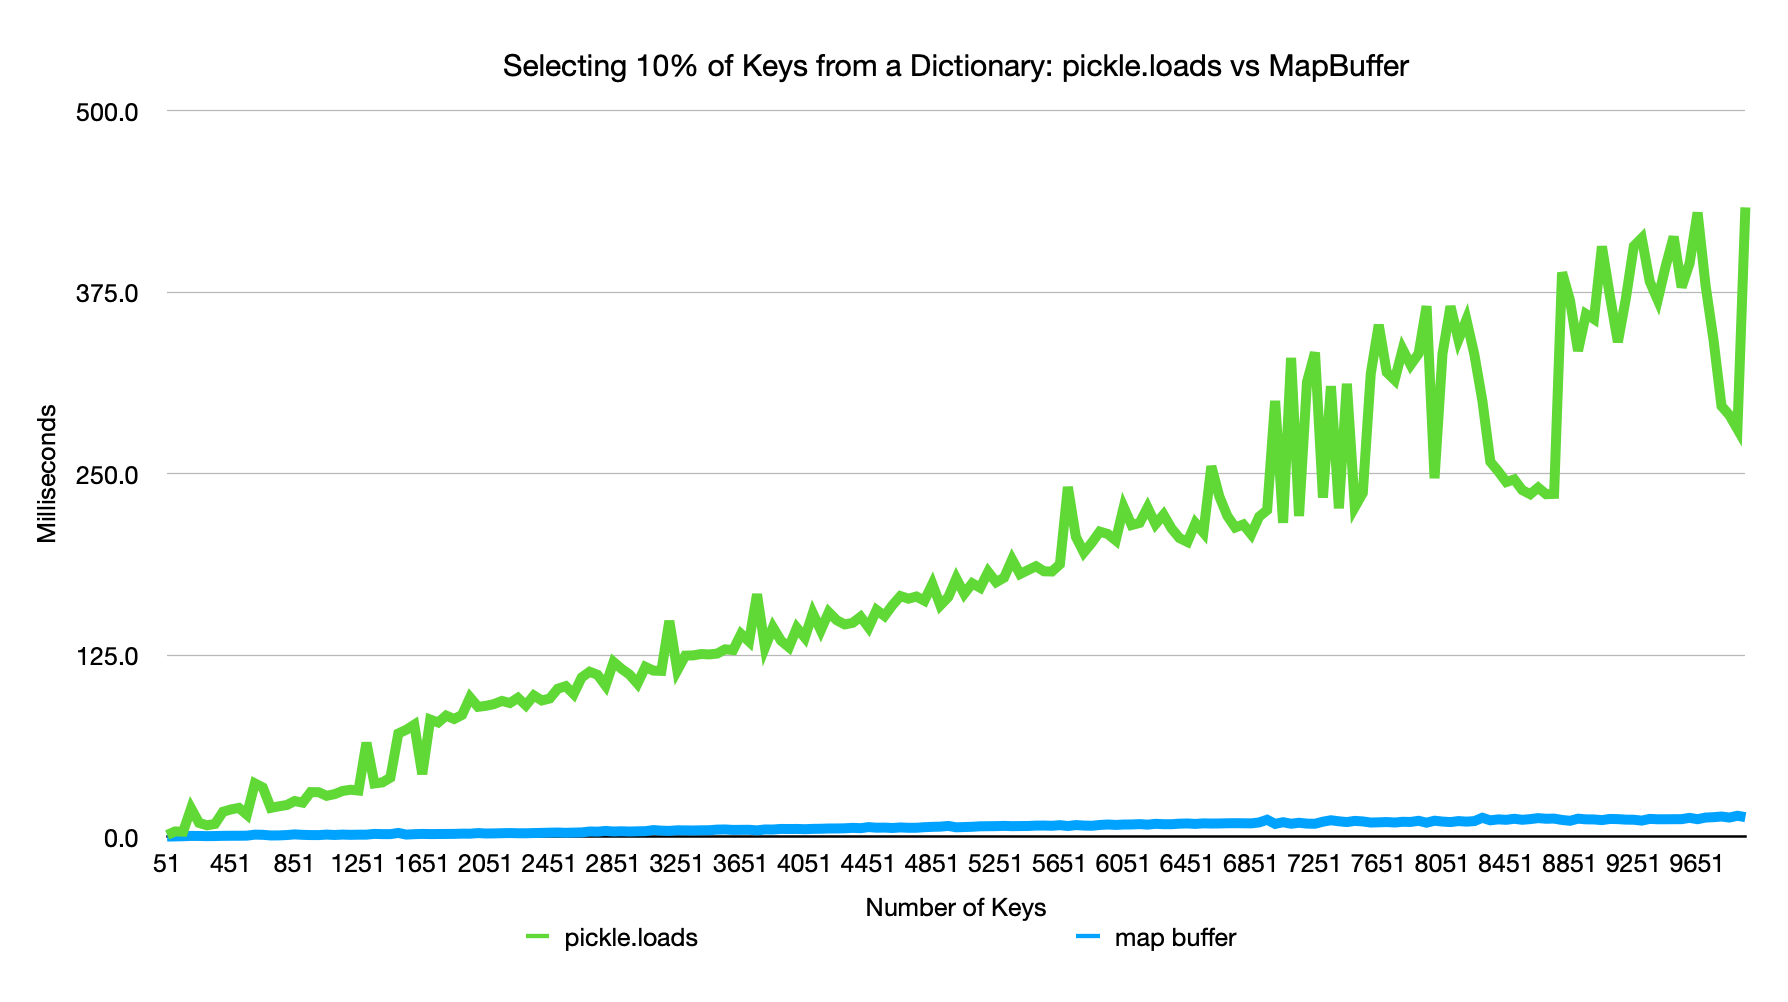 Selecting 10% of Keys from a Dictionary: pickle.loads vs MapBuffer
500.0
375.0
250.0
125.0
0.0
Milliseconds
51 451 851 1251 1651 2051 2451 2851 3251 3651 4051 4451 4851 5251 5651 6051 6451 6851 7251 7651 8051 8451 8851 9251 9651
Number of Keys
pickle.loads map buffer